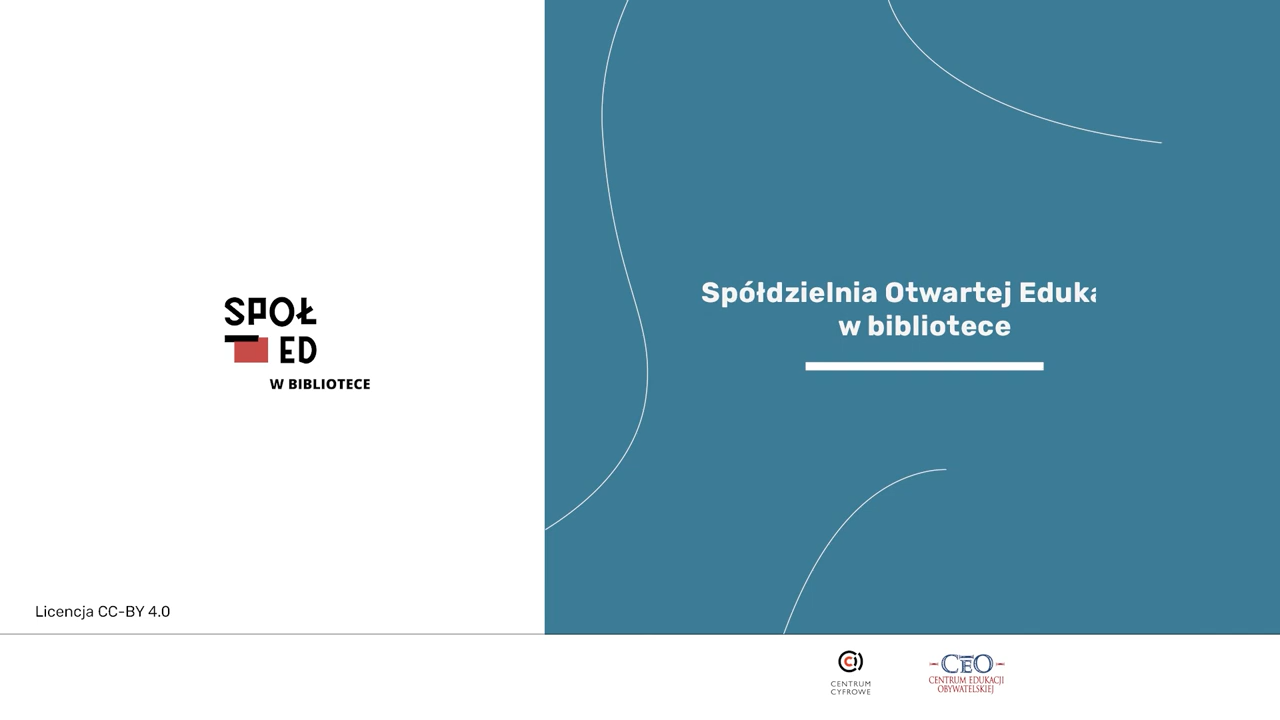 SPOŁ
ED
W BIBLIOTECE
Spółdzielnia Otwartej Eduka
w bibliotece
Licencja CC-BY 4.0
CENTRUM
CYFROWE
CEO
CENTRUM EDUKACJI
OBYWATELSKIEJ